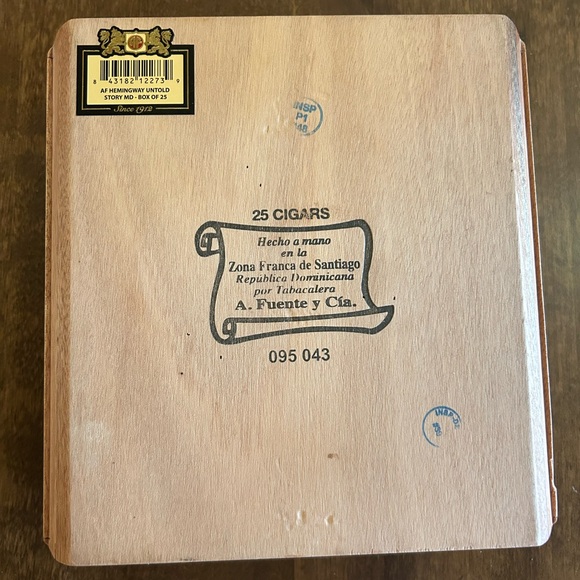 8 43182 12273 9
AF HEMINGWAY UNTOLD
STORY MD - BOX OF 25
Since 1912
INSP
P1
25 CIGARS
Hecho a mano
en la
Zona Franca de Santiago
República Dominicana
por Tabacalera
A. Fuente y Cía.
095 043